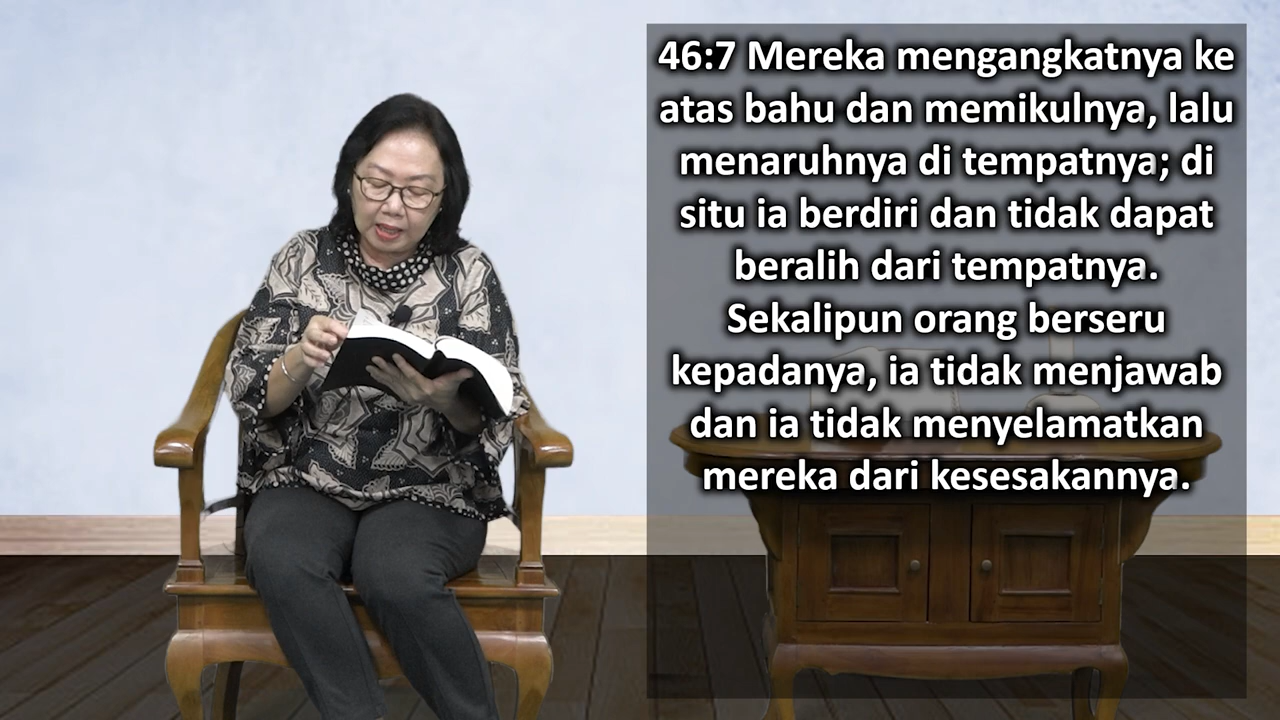 46:7 Mereka mengangkatnya ke
atas bahu dan memikulnya, lalu
menaruhnya di tempatnya; di
situ ia berdiri dan tidak dapat
beralih dari tempatnya.
Sekalipun orang berseru
kepadanya, ia tidak menjawab
dan ia tidak menyelamatkan
mereka dari kesesakannya.